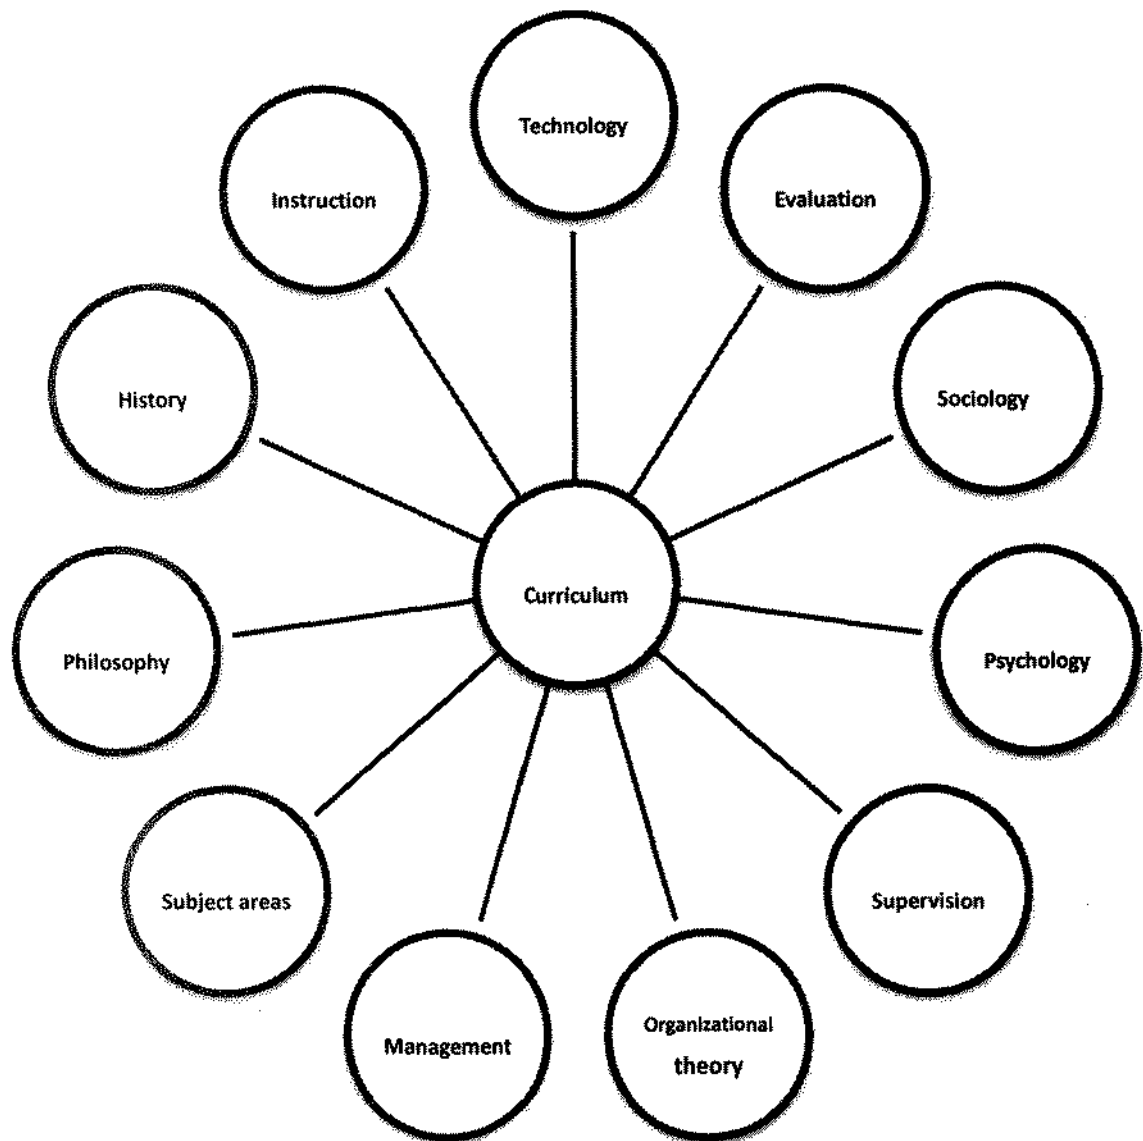 Technology
Instruction
Evaluation
History
Sociology
Curriculum
Philosophy
Psychology
Subject areas
Supervision
Management
Organizational
theory